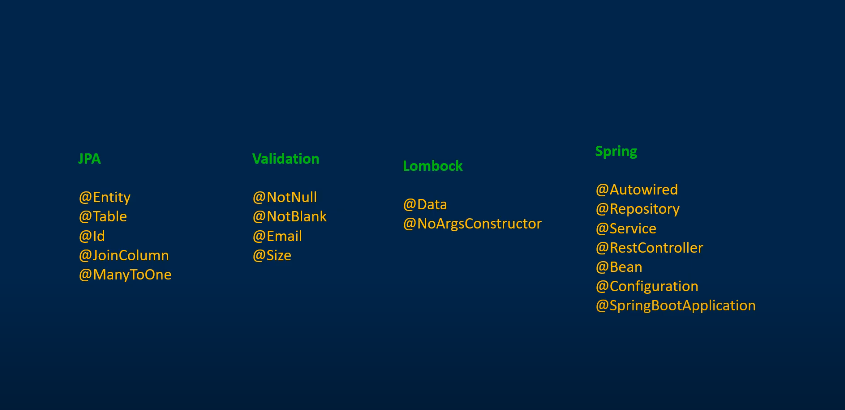 JPA
@Entity
@Table
@Id
@JoinColumn
@ManyToOne
Validation
@NotNull
@NotBlank
@Email
@Size
Lombock
@Data
@NoArgsConstructor
Spring
@Autowired
@Repository
@Service
@RestController
@Bean
@Configuration
@SpringBootApplication